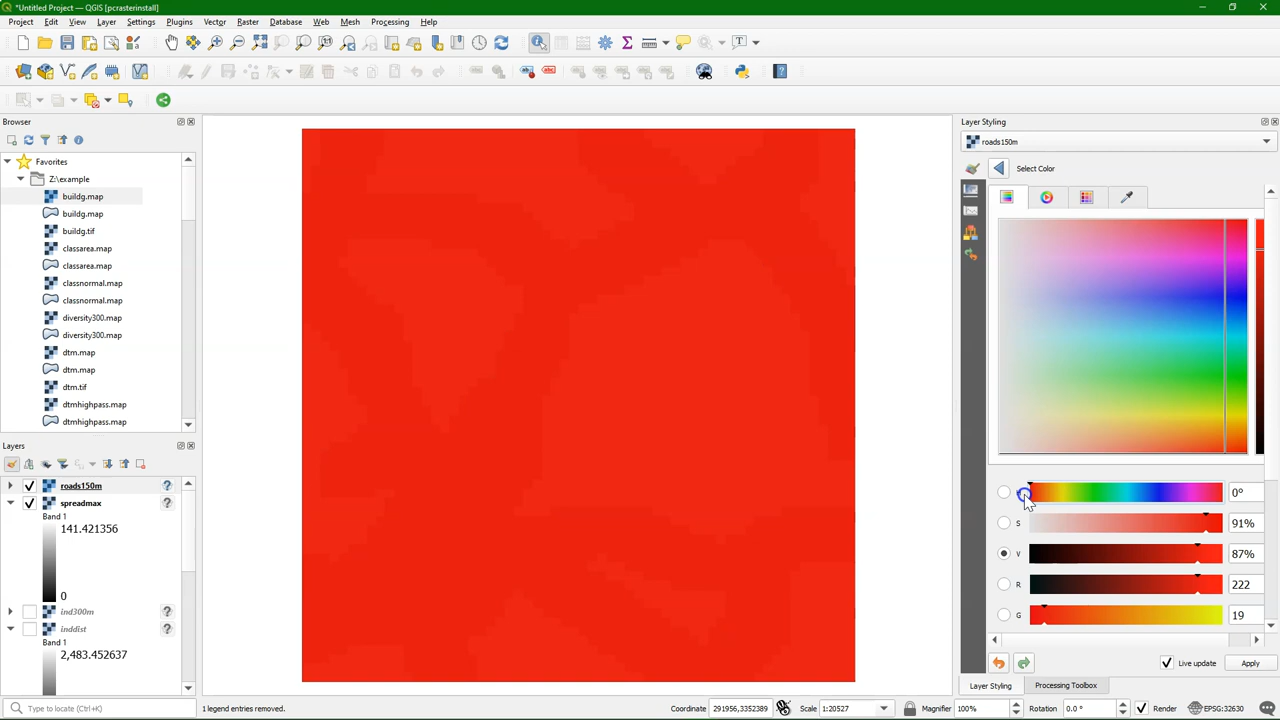 *Untitled Project — QGIS [pcrasterinstall]
Project Edit View Layer Settings Plugins Vector Raster Database Web Mesh Processing Help
Browser
Favorites
Z:\example
buildg.map
buildg.map
buildg.tif
classarea.map
classarea.map
classnormal.map
classnormal.map
diversity300.map
diversity300.map
dtm.map
dtm.map
dtm.tif
dtmhighpass.map
dtmhighpass.map
Layers
roads150m ?
spreadmax ?
Band 1
141.421356
0
ind300m ?
inddist ?
Band 1
2,483.452637
Layer Styling
roads150m
Select Color
0°
S 91%
V 87%
R 222
G 19
Live update Apply
Layer Styling Processing Toolbox
Type to locate (Ctrl+K) 1 legend entries removed. Coordinate 291956,3352389 Scale 1:20527 Magnifier 100% Rotation 0.0 ° Render EPSG:32630